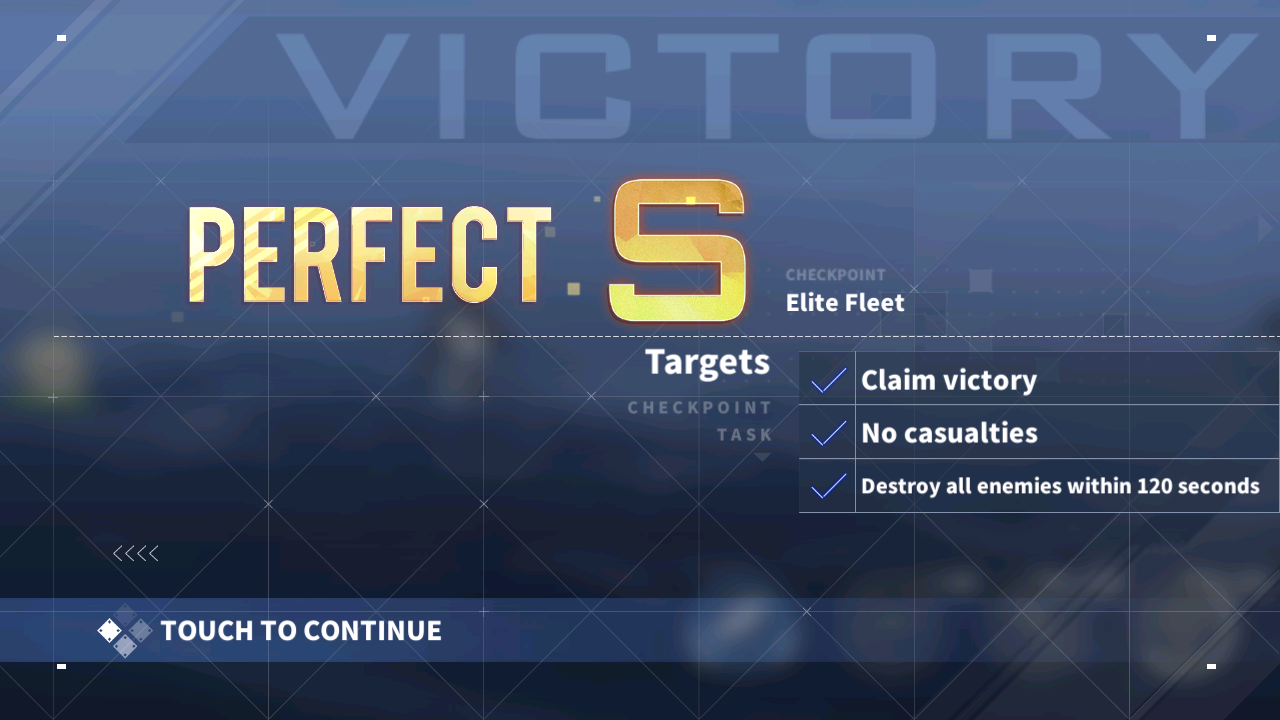 VICTORY
PERFECT S
CHECKPOINT
Elite Fleet
Targets
CHECKPOINT
TASK
Claim victory
No casualties
Destroy all enemies within 120 seconds
TOUCH TO CONTINUE